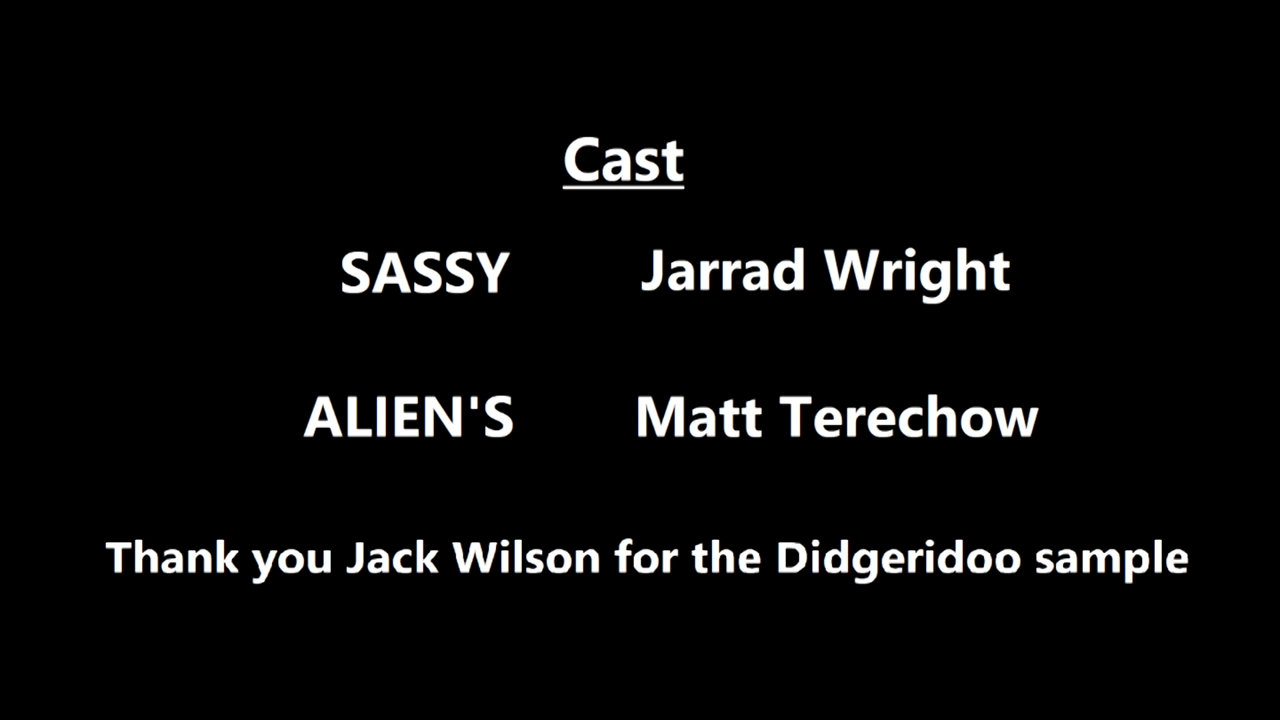 Cast
SASSY Jarrad Wright
ALIEN'S Matt Terechow
Thank you Jack Wilson for the Didgeridoo sample